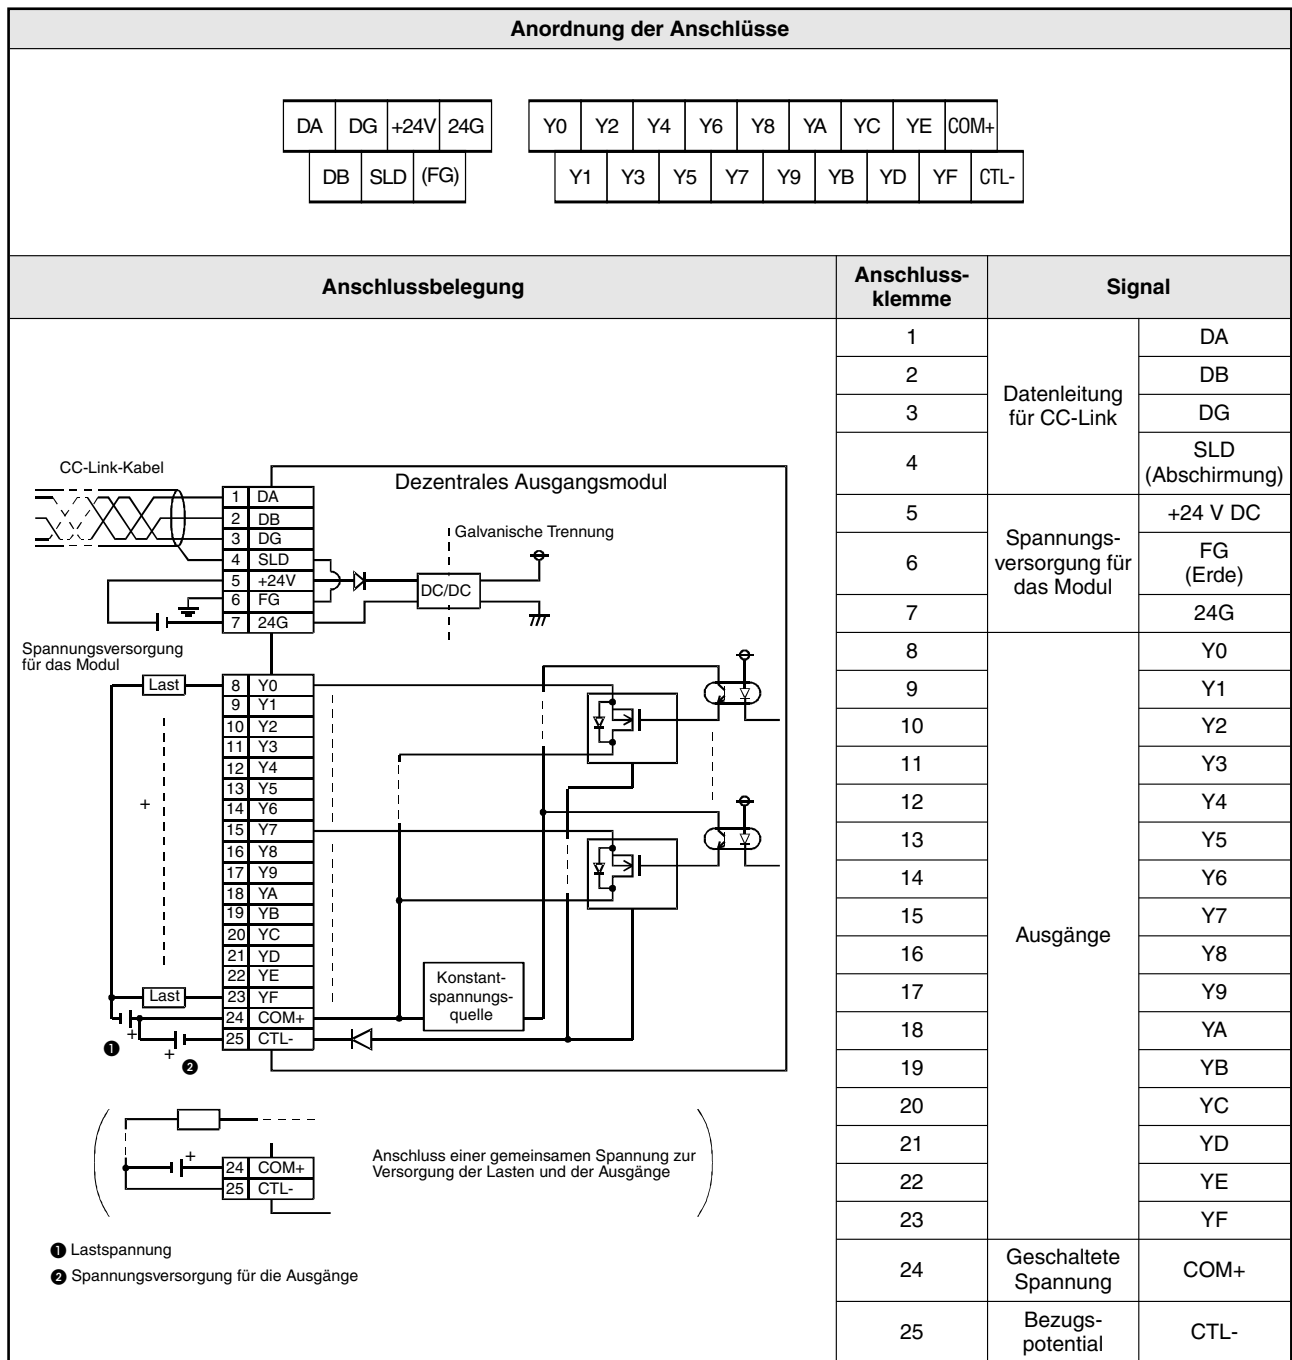 Anordnung der Anschlüsse
DA DG +24V 24G Y0 Y2 Y4 Y6 Y8 YA YC YE COM+
DB SLD (FG) Y1 Y3 Y5 Y7 Y9 YB YD YF CTL-
Anschlussbelegung
CC-Link-Kabel
Dezentrales Ausgangsmodul
Galvanische Trennung
1 DA
2 DB
3 DG
4 SLD
5 +24V
6 FG
7 24G
DC/DC
Spannungsversorgung
für das Modul
Last
8 Y0
9 Y1
10 Y2
11 Y3
12 Y4
13 Y5
+
14 Y6
15 Y7
16 Y8
17 Y9
18 YA
19 YB
20 YC
21 YD
22 YE
Last
23 YF
24 COM+
25 CTL-
Konstant-
spannungs-
quelle
❶ +
+ ❷
+
24 COM+
25 CTL-
Anschluss einer gemeinsamen Spannung zur
Versorgung der Lasten und der Ausgänge
❶ Lastspannung
❷ Spannungsversorgung für die Ausgänge
Anschluss-
klemme
Signal
1
Datenleitung
für CC-Link
DA
2 DB
3 DG
4 SLD
(Abschirmung)
5
Spannungs-
versorgung für
das Modul
+24 V DC
6 FG
(Erde)
7 24G
8
Ausgänge
Y0
9 Y1
10 Y2
11 Y3
12 Y4
13 Y5
14 Y6
15 Y7
16 Y8
17 Y9
18 YA
19 YB
20 YC
21 YD
22 YE
23 YF
24
Geschaltete
Spannung
COM+
25
Bezugs-
potential
CTL-